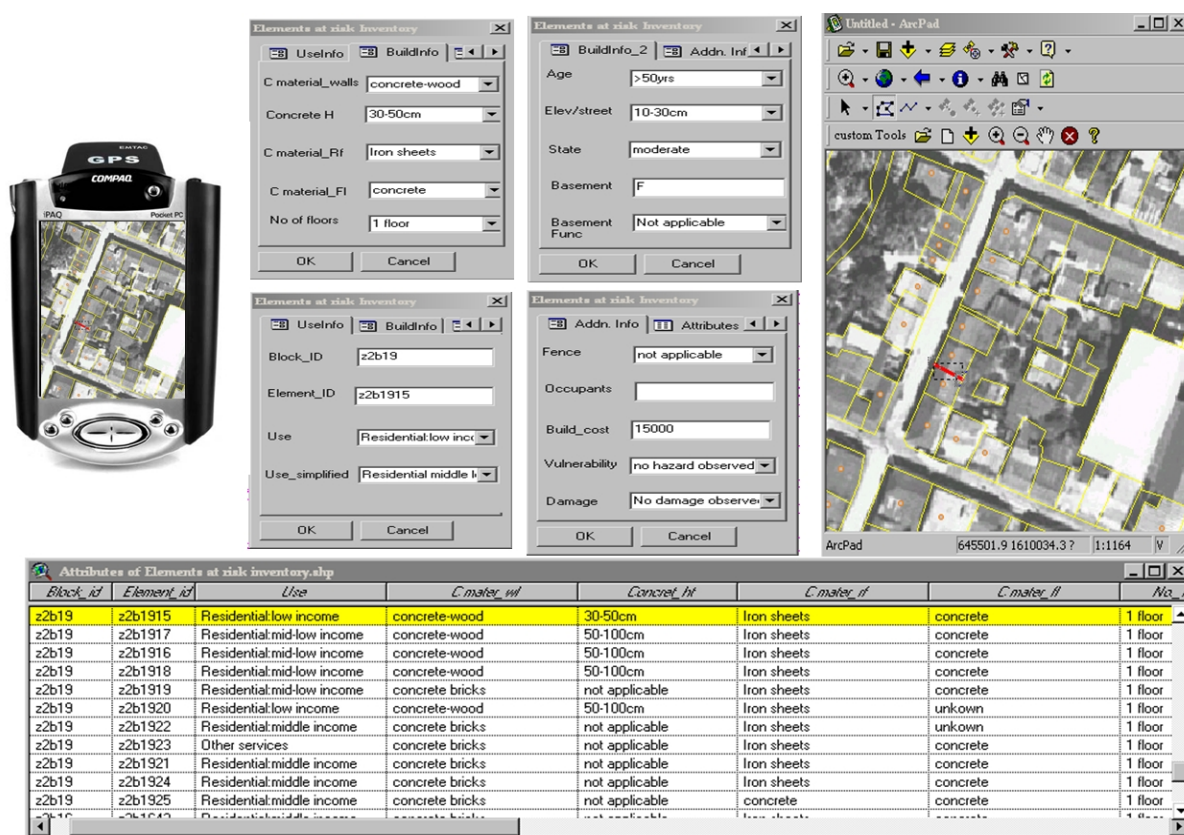 EMTAC
GPS
COMPAQ
iPAQ Pocket PC
Elements at risk Inventory
UseInfo BuildInfo
C material_walls concrete-wood
Concrete H 30-50cm
C material_Rf Iron sheets
C material_Fl concrete
No of floors 1 floor
OK Cancel
Elements at risk Inventory
BuildInfo_2 Addn. Inf
Age >50yrs
Elev/street 10-30cm
State moderate
Basement F
Basement Func Not applicable
OK Cancel
Elements at risk Inventory
UseInfo BuildInfo
Block_ID z2b19
Element_ID z2b1915
Use Residential:low inc
Use_simplified Residential middle l
OK Cancel
Elements at risk Inventory
Addn. Info Attributes
Fence not applicable
Occupants
Build_cost 15000
Vulnerability no hazard observed
Damage No damage observe
OK Cancel
Untitled - ArcPad
custom Tools
ArcPad 645501.9 1610034.3 ? 1:1164 V
Attributes of Elements at risk inventory.shp
Block_id Element_id Use C mater_wl Concret_ht C mater_rf C mater_fl No_
z2b19 z2b1915 Residential:low income concrete-wood 30-50cm Iron sheets concrete 1 floor
z2b19 z2b1917 Residential:mid-low income concrete-wood 50-100cm Iron sheets concrete 1 floor
z2b19 z2b1916 Residential:mid-low income concrete-wood 50-100cm Iron sheets concrete 1 floor
z2b19 z2b1918 Residential:mid-low income concrete-wood 50-100cm Iron sheets concrete 1 floor
z2b19 z2b1919 Residential:mid-low income concrete bricks not applicable Iron sheets concrete 1 floor
z2b19 z2b1920 Residential:low income concrete-wood 50-100cm Iron sheets unkown 1 floor
z2b19 z2b1922 Residential:middle income concrete bricks not applicable Iron sheets unkown 1 floor
z2b19 z2b1923 Other services concrete bricks not applicable Iron sheets concrete 1 floor
z2b19 z2b1921 Residential:middle income concrete bricks not applicable Iron sheets concrete 1 floor
z2b19 z2b1924 Residential:middle income concrete bricks not applicable Iron sheets concrete 1 floor
z2b19 z2b1925 Residential:middle income concrete bricks not applicable concrete concrete 1 floor